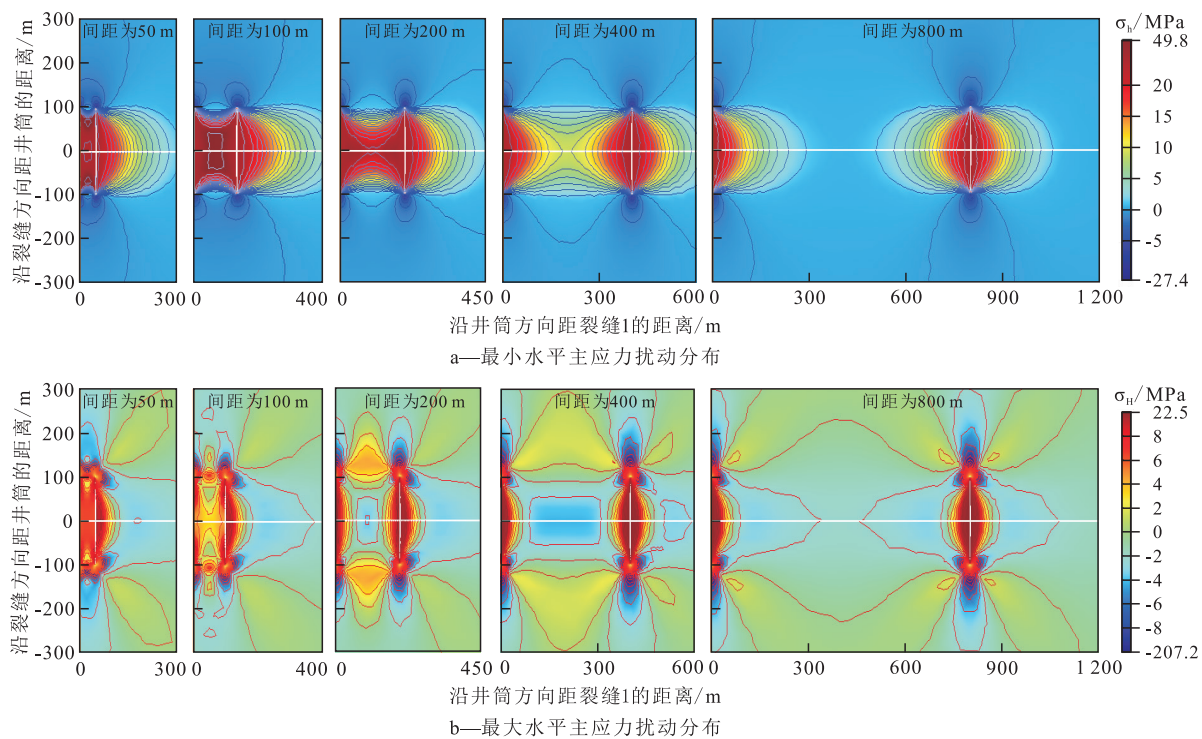 间距为50 m 间距为100 m 间距为200 m 间距为400 m 间距为800 m
σh/MPa
300
200
100
0
-100
-200
-300
沿裂缝方向距井筒的距离/m
49.8
20
15
10
5
0
-5
-27.4
0 300 0 400 0 450 0 300 600 0 300 600 900 1 200
沿井筒方向距裂缝1的距离/m
a—最小水平主应力扰动分布
间距为50 m 间距为100 m 间距为200 m 间距为400 m 间距为800 m
σH/MPa
300
200
100
0
-100
-200
-300
沿裂缝方向距井筒的距离/m
22.5
8
6
4
2
0
-2
-4
-6
-8
-207.2
0 300 0 400 0 450 0 300 600 0 300 600 900 1 200
沿井筒方向距裂缝1的距离/m
b—最大水平主应力扰动分布